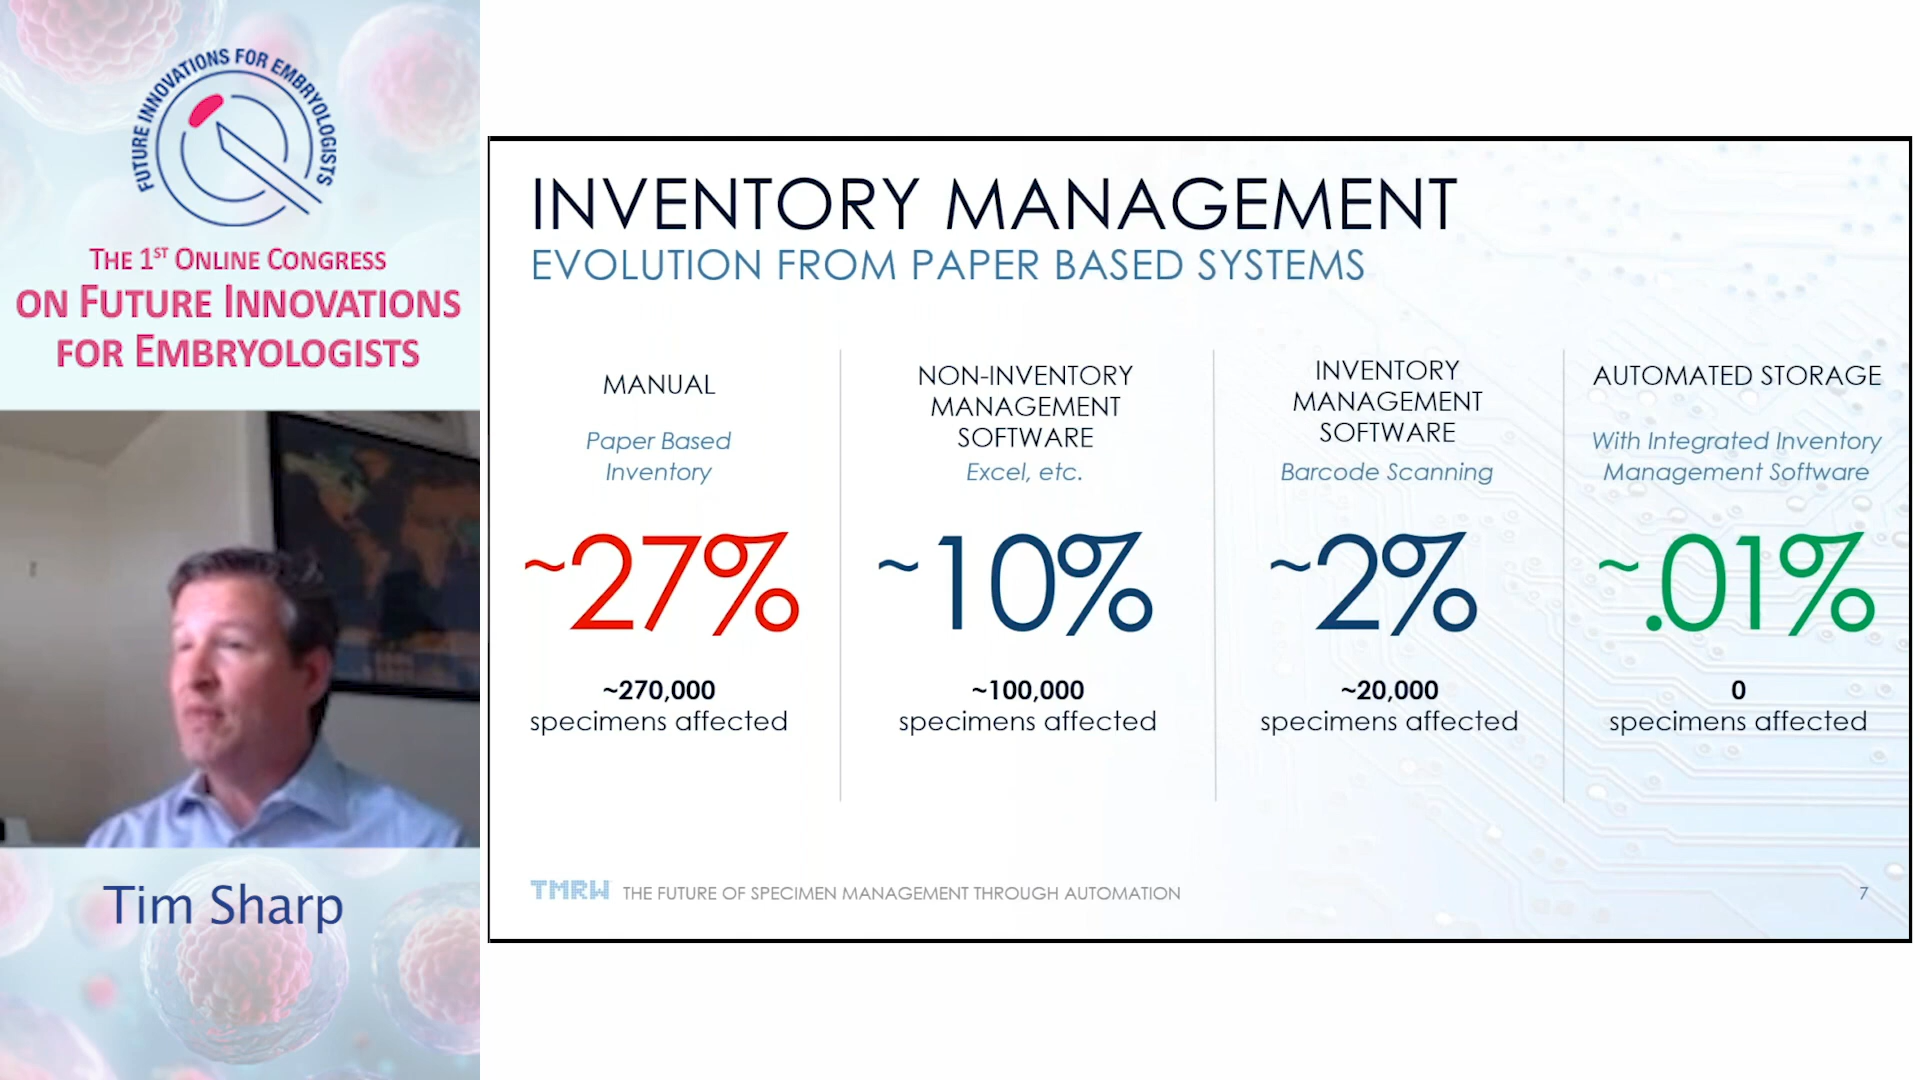 FUTURE INNOVATIONS FOR EMBRYOLOGISTS
THE 1ST ONLINE CONGRESS
ON FUTURE INNOVATIONS
FOR EMBRYOLOGISTS
Tim Sharp
INVENTORY MANAGEMENT
EVOLUTION FROM PAPER BASED SYSTEMS
MANUAL
Paper Based
Inventory
~27%
~270,000
specimens affected
NON-INVENTORY
MANAGEMENT
SOFTWARE
Excel, etc.
~10%
~100,000
specimens affected
INVENTORY
MANAGEMENT
SOFTWARE
Barcode Scanning
~2%
~20,000
specimens affected
AUTOMATED STORAGE
With Integrated Inventory
Management Software
~.01%
0
specimens affected
TMRW THE FUTURE OF SPECIMEN MANAGEMENT THROUGH AUTOMATION
7